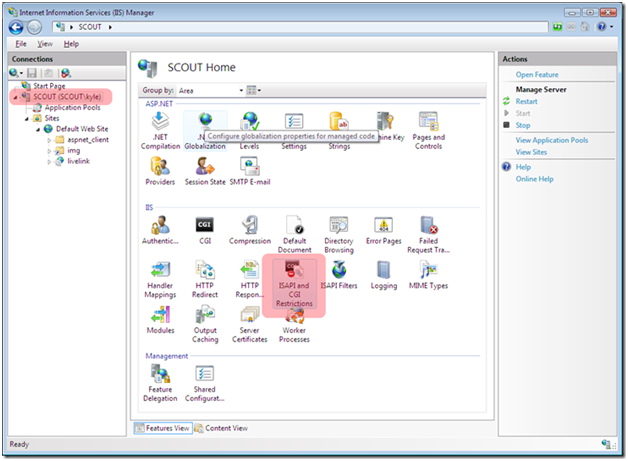 Internet Information Services (IIS) Manager
SCOUT
File View Help
Connections
Start Page
SCOUT (SCOUT\kyle)
Application Pools
Sites
Default Web Site
aspnet_client
img
livelink
SCOUT Home
Group by: Area
ASP.NET
.NET Compilation
.N
Globalization
Levels
Settings
Strings
hine Key
Pages and Controls
Configure globalization properties for managed code
Providers
Session State
SMTP E-mail
IIS
Authentic...
CGI
Compression
Default Document
Directory Browsing
Error Pages
Failed Request Tra...
Handler Mappings
HTTP Redirect
HTTP Respon...
ISAPI and CGI Restrictions
ISAPI Filters
Logging
MIME Types
Modules
Output Caching
Server Certificates
Worker Processes
Management
Feature Delegation
Shared Configurat...
Features View
Content View
Actions
Open Feature
Manage Server
Restart
Start
Stop
View Application Pools
View Sites
Help
Online Help
Ready